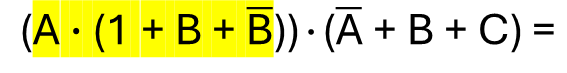 (A · (1 + B + B̅)) · (A̅ + B + C) =